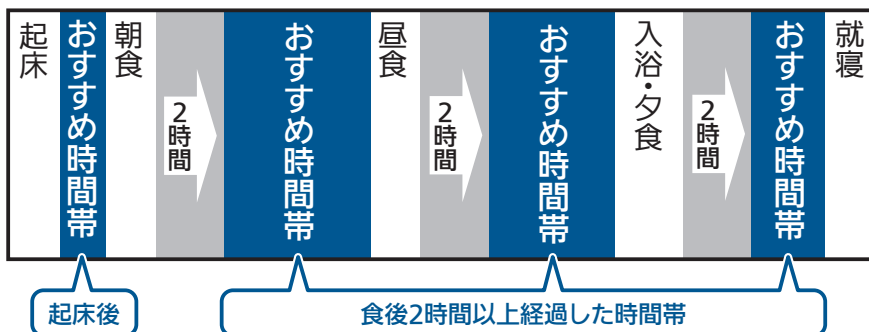 起床
おすすめ時間帯
朝食
2時間
おすすめ時間帯
昼食
2時間
おすすめ時間帯
入浴・夕食
2時間
おすすめ時間帯
就寝
起床後
食後2時間以上経過した時間帯